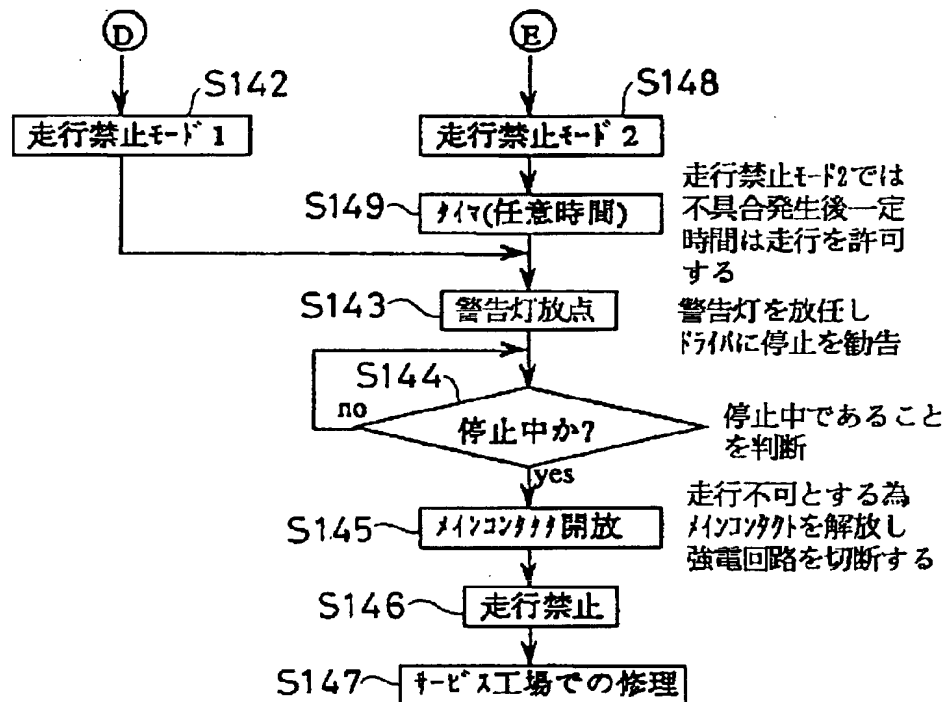 D
E
S142
S148
走行禁止モード1
走行禁止モード2
S149
タイマ(任意時間)
走行禁止モード2では
不具合発生後一定
時間は走行を許可
する
S143
警告灯放点
警告灯を放任し
ドライバに停止を勧告
S144
no
停止中か?
停止中であること
を判断
yes
S145
メインコンタクタ開放
走行不可とする為
メインコンタクトを解放し
強電回路を切断する
S146
走行禁止
S147
サービス工場での修理